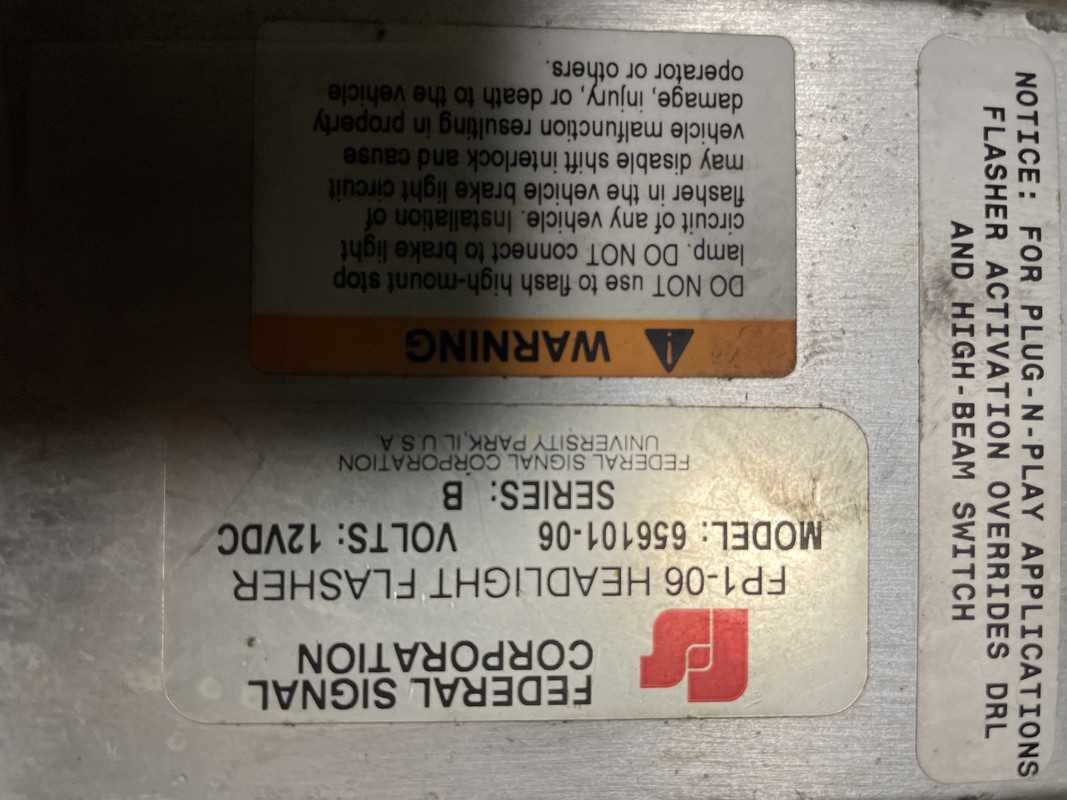 FEDERAL SIGNAL
CORPORATION
FP1-06 HEADLIGHT FLASHER
MODEL: 656101-06 VOLTS: 12VDC
SERIES: B
FEDERAL SIGNAL CORPORATION
UNIVERSITY PARK, IL U.S.A.
WARNING
DO NOT use to flash high-mount stop
lamp. DO NOT connect to brake light
circuit of any vehicle. Installation of
flasher in the vehicle brake light circuit
may disable shift interlock and cause
vehicle malfunction resulting in property
damage, injury, or death to the vehicle
operator or others.
NOTICE: FOR PLUG-N-PLAY APPLICATIONS
FLASHER ACTIVATION OVERRIDES DRL
AND HIGH-BEAM SWITCH